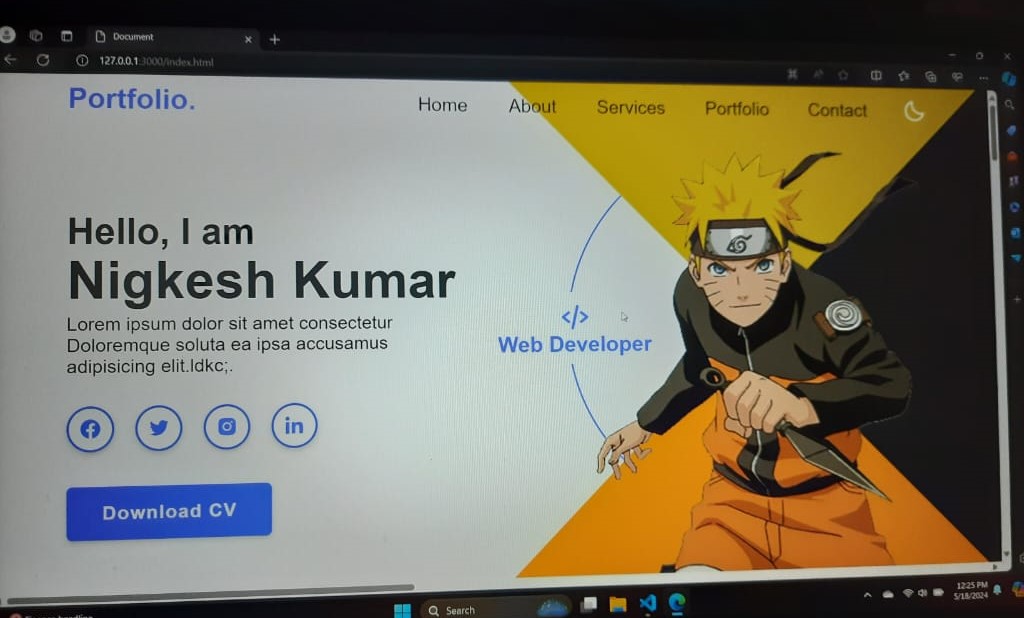 Document
127.0.0.1:3000/index.html
Portfolio.
Home About Services Portfolio Contact
Hello, I am
Nigkesh Kumar
Lorem ipsum dolor sit amet consectetur
Doloremque soluta ea ipsa accusamus
adipisicing elit.ldkc;.
</>
Web Developer
in
Download CV
Search
12:25 PM
5/18/2024